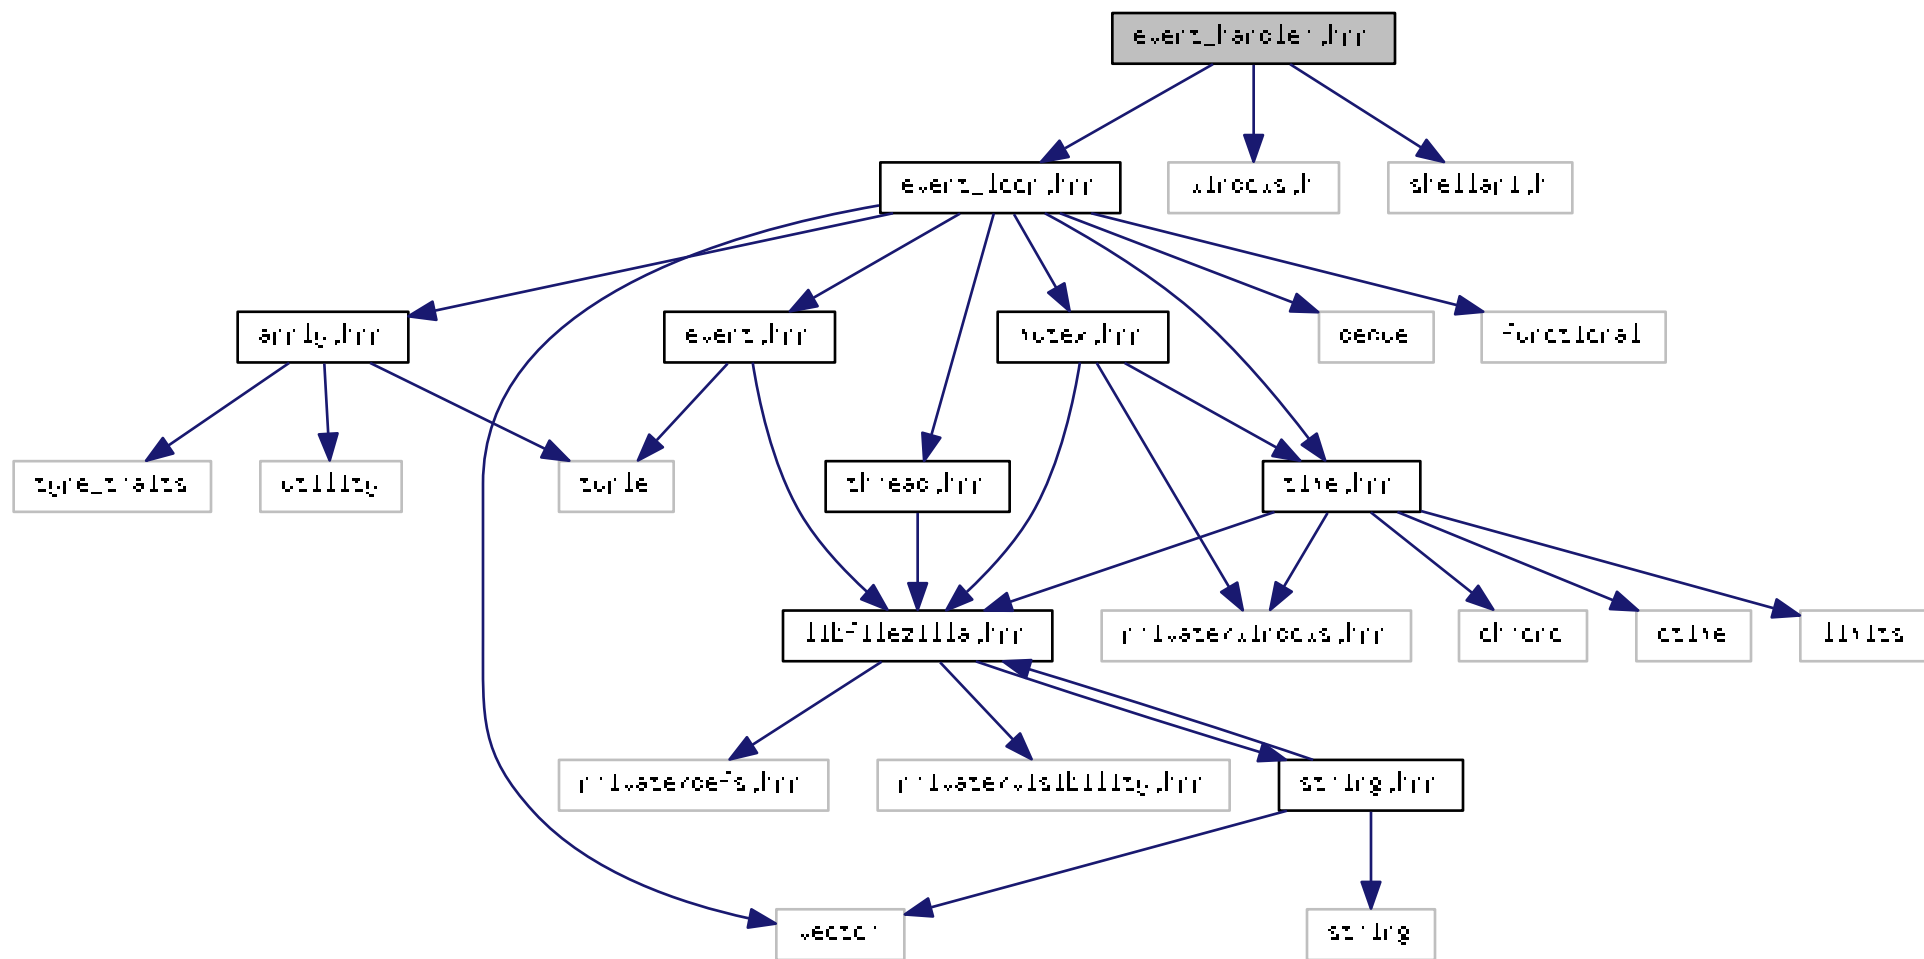 event_handler.hpp
event_loop.hpp
windows.h
shellapi.h
apply.hpp
event.hpp
mutex.hpp
deque
functional
type_traits
utility
tuple
thread.hpp
time.hpp
libfilezilla.hpp
private/windows.hpp
chrono
ctime
limits
private/defs.hpp
private/visibility.hpp
string.hpp
vector
string